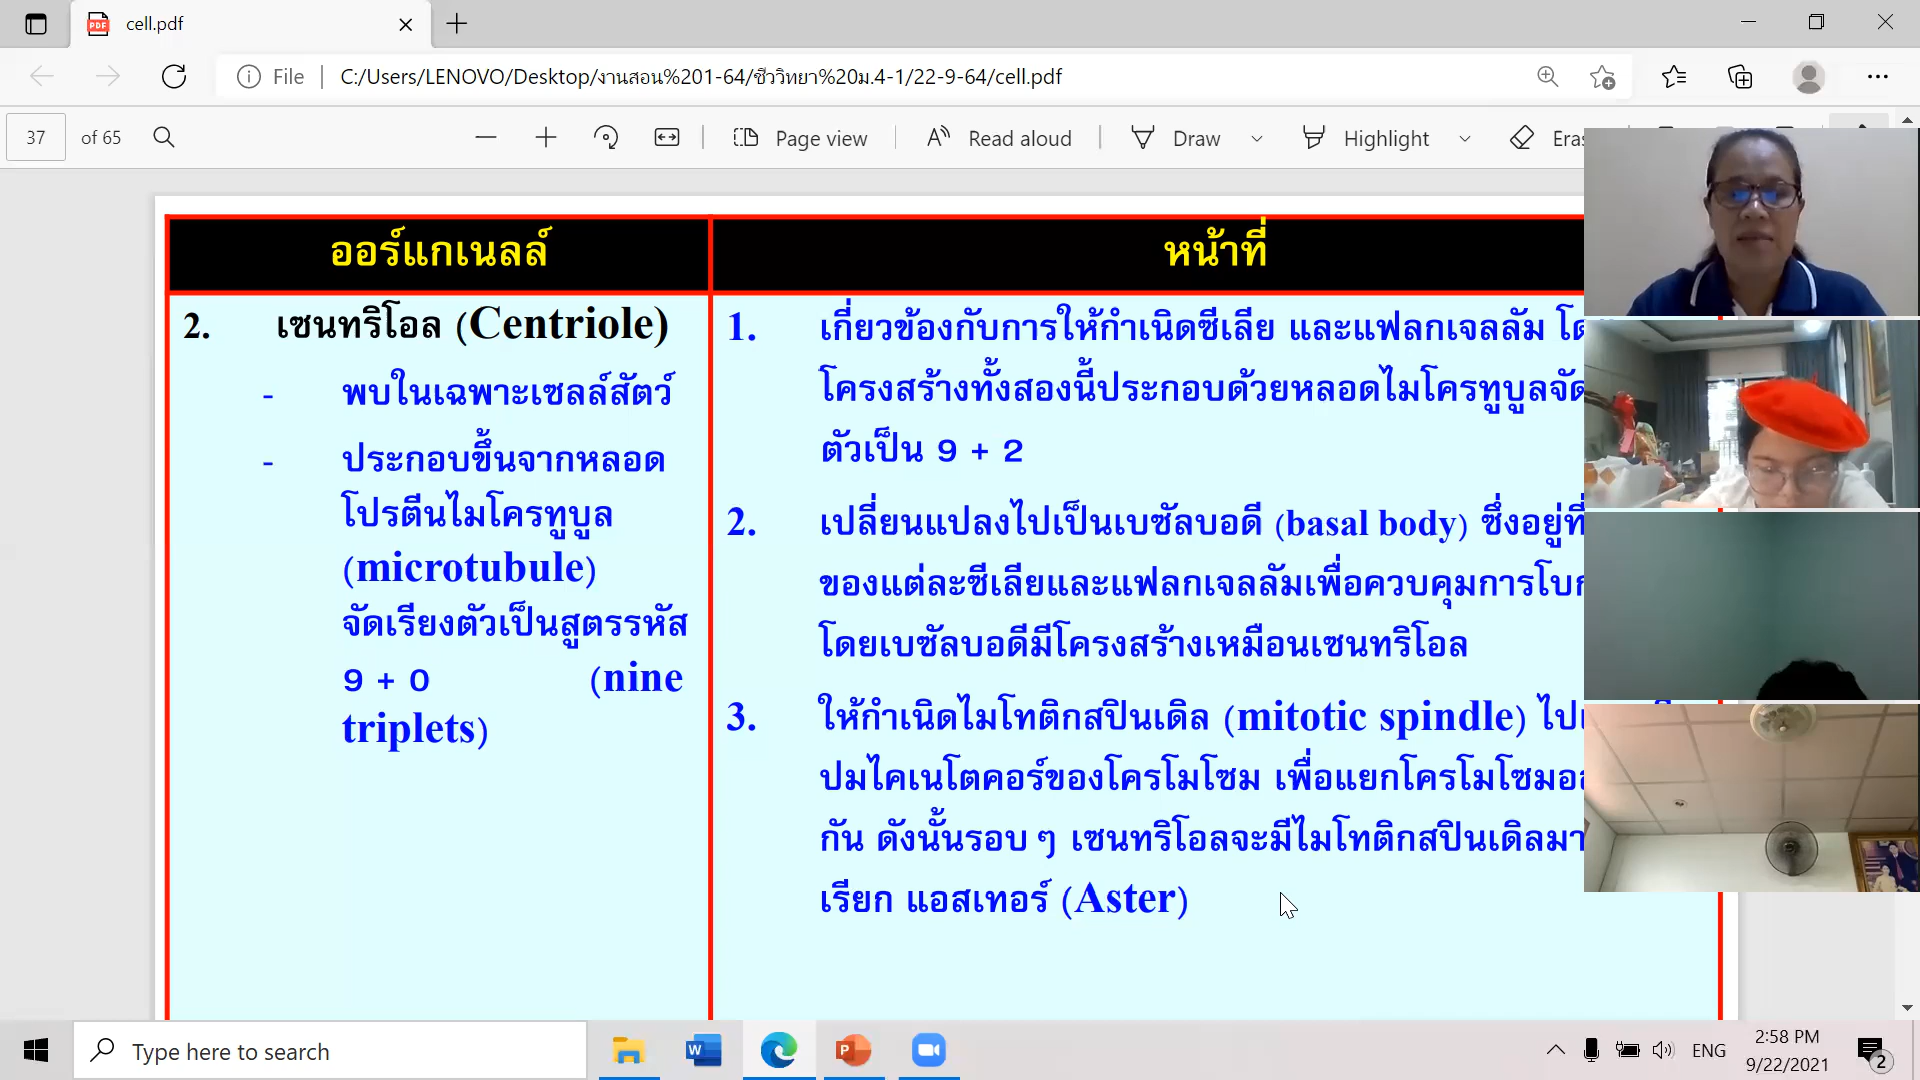 cell.pdf
File
C:/Users/LENOVO/Desktop/งานสอน%201-64/ชีววิทยา%20ม.4-1/22-9-64/cell.pdf
37 of 65
Page view
Read aloud
Draw
Highlight
ออร์แกเนลล์
หน้าที่
2. เซนทริโอล (Centriole)
- พบในเฉพาะเซลล์สัตว์
- ประกอบขึ้นจากหลอด
โปรตีนไมโครทูบูล
(microtubule)
จัดเรียงตัวเป็นสูตรรหัส
9 + 0 (nine
triplets)
1. เกี่ยวข้องกับการให้กำเนิดซีเลีย และแฟลกเจลลัม
โครงสร้างทั้งสองนี้ประกอบด้วยหลอดไมโครทูบูลจัด
ตัวเป็น 9 + 2
2. เปลี่ยนแปลงไปเป็นเบซัลบอดี (basal body) ซึ่งอยู่ที่
ของแต่ละซีเลียและแฟลกเจลลัมเพื่อควบคุมการ
โดยเบซัลบอดีมีโครงสร้างเหมือนเซนทริโอล
3. ให้กำเนิดไมโทติกสปินเดิล (mitotic spindle)
ปมไคเนโตคอร์ของโครโมโซม เพื่อแยกโครโมโซม
กัน ดังนั้นรอบ ๆ เซนทริโอลจะมีไมโทติกสปินเดิล
เรียก แอสเทอร์ (Aster)
Type here to search
ENG
2:58 PM
9/22/2021
2